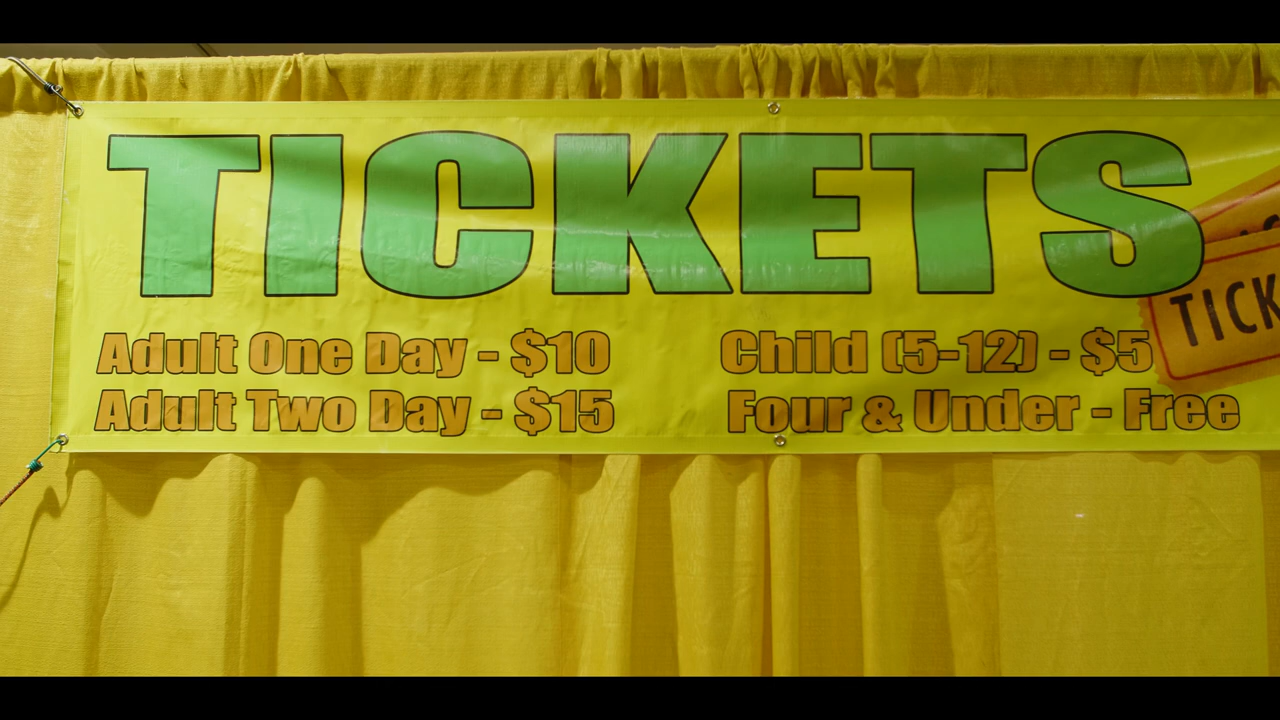 TICKETS
Adult One Day - $10
Child (5-12) - $5
Adult Two Day - $15
Four & Under - Free
TICK